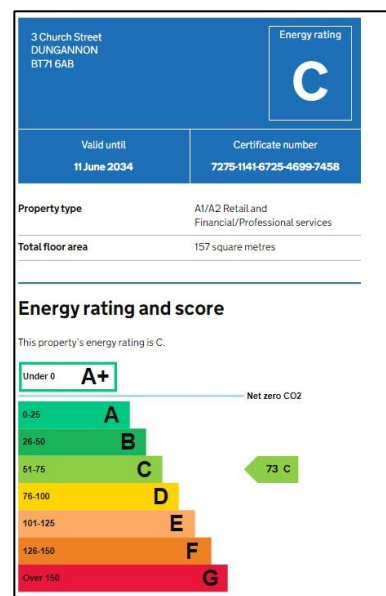 3 Church Street
DUNGANNON
BT71 6AB
Energy rating
C
Valid until
11 June 2034
Certificate number
7275-1141-6725-4699-7458
Property type
A1/A2 Retail and
Financial/Professional services
Total floor area
157 square metres
Energy rating and score
This property's energy rating is C.
Under 0 A+
Net zero CO2
0-25 A
26-50 B
51-75 C
73 C
76-100 D
101-125 E
126-150 F
Over 150 G